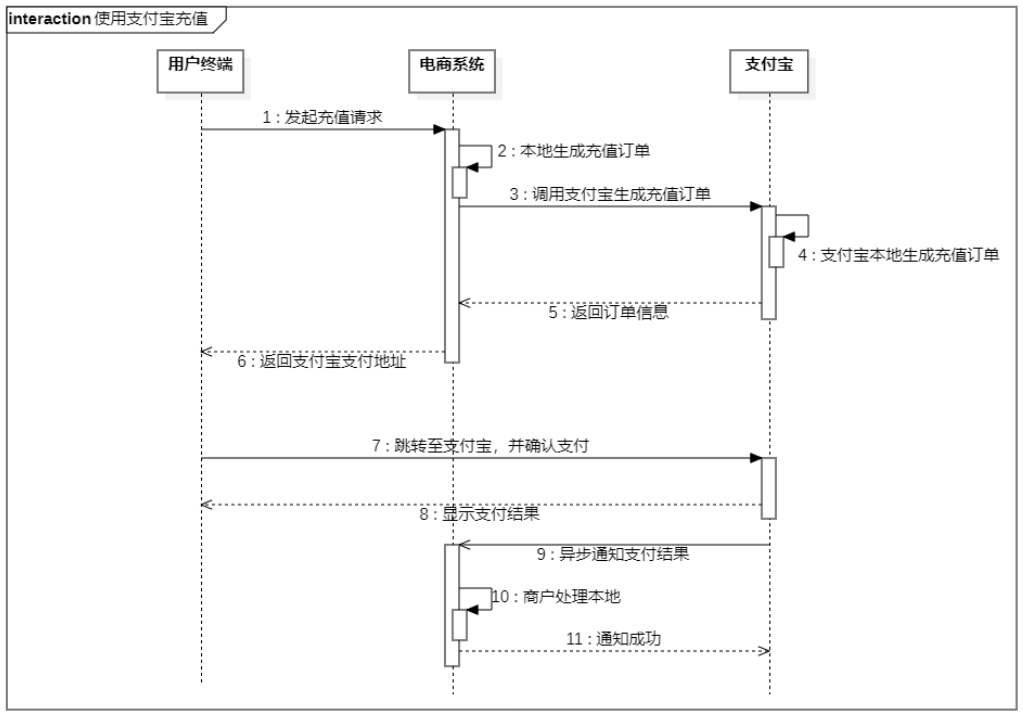 interaction 使用支付宝充值
用户终端
电商系统
支付宝
1 : 发起充值请求
2 : 本地生成充值订单
3 : 调用支付宝生成充值订单
4 : 支付宝本地生成充值订单
5 : 返回订单信息
6 : 返回支付宝支付地址
7 : 跳转至支付宝，并确认支付
8 : 显示支付结果
9 : 异步通知支付结果
10 : 商户处理本地
11 : 通知成功